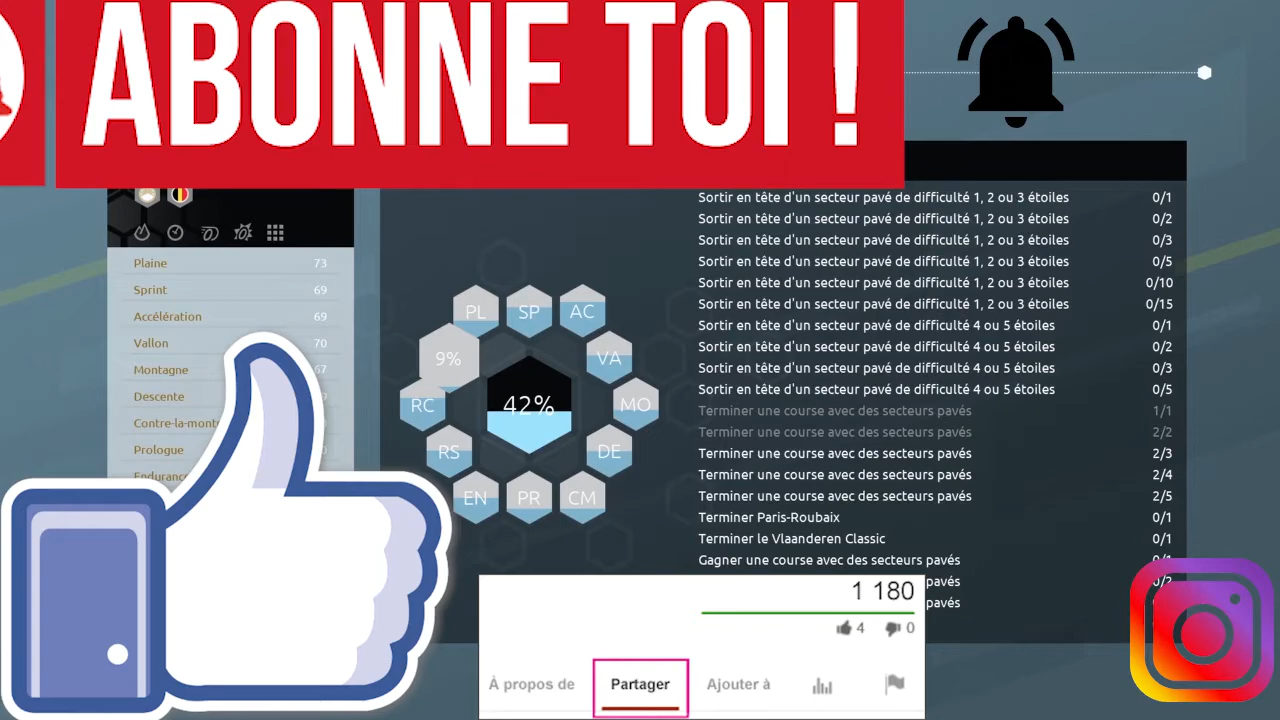 ABONNE TOI !
Plaine 73
Sprint 69
Accélération 69
Vallon 70
Montagne 67
Descente
Prologue
Endurance
PL SP AC
9% VA
RC 42% MO
RS DE
EN PR CM
Sortir en tête d'un secteur pavé de difficulté 1, 2 ou 3 étoiles 0/1
Sortir en tête d'un secteur pavé de difficulté 1, 2 ou 3 étoiles 0/2
Sortir en tête d'un secteur pavé de difficulté 1, 2 ou 3 étoiles 0/3
Sortir en tête d'un secteur pavé de difficulté 1, 2 ou 3 étoiles 0/5
Sortir en tête d'un secteur pavé de difficulté 1, 2 ou 3 étoiles 0/10
Sortir en tête d'un secteur pavé de difficulté 1, 2 ou 3 étoiles 0/15
Sortir en tête d'un secteur pavé de difficulté 4 ou 5 étoiles 0/1
Sortir en tête d'un secteur pavé de difficulté 4 ou 5 étoiles 0/2
Sortir en tête d'un secteur pavé de difficulté 4 ou 5 étoiles 0/3
Sortir en tête d'un secteur pavé de difficulté 4 ou 5 étoiles 0/5
Terminer une course avec des secteurs pavés 1/1
Terminer une course avec des secteurs pavés 2/2
Terminer une course avec des secteurs pavés 2/3
Terminer une course avec des secteurs pavés 2/4
Terminer une course avec des secteurs pavés 2/5
Terminer Paris-Roubaix 0/1
Terminer le Vlaanderen Classic 0/1
Gagner une course avec des secteurs pavés 0/1
pavés 0/2
pavés
1 180
4 0
À propos de Partager Ajouter à